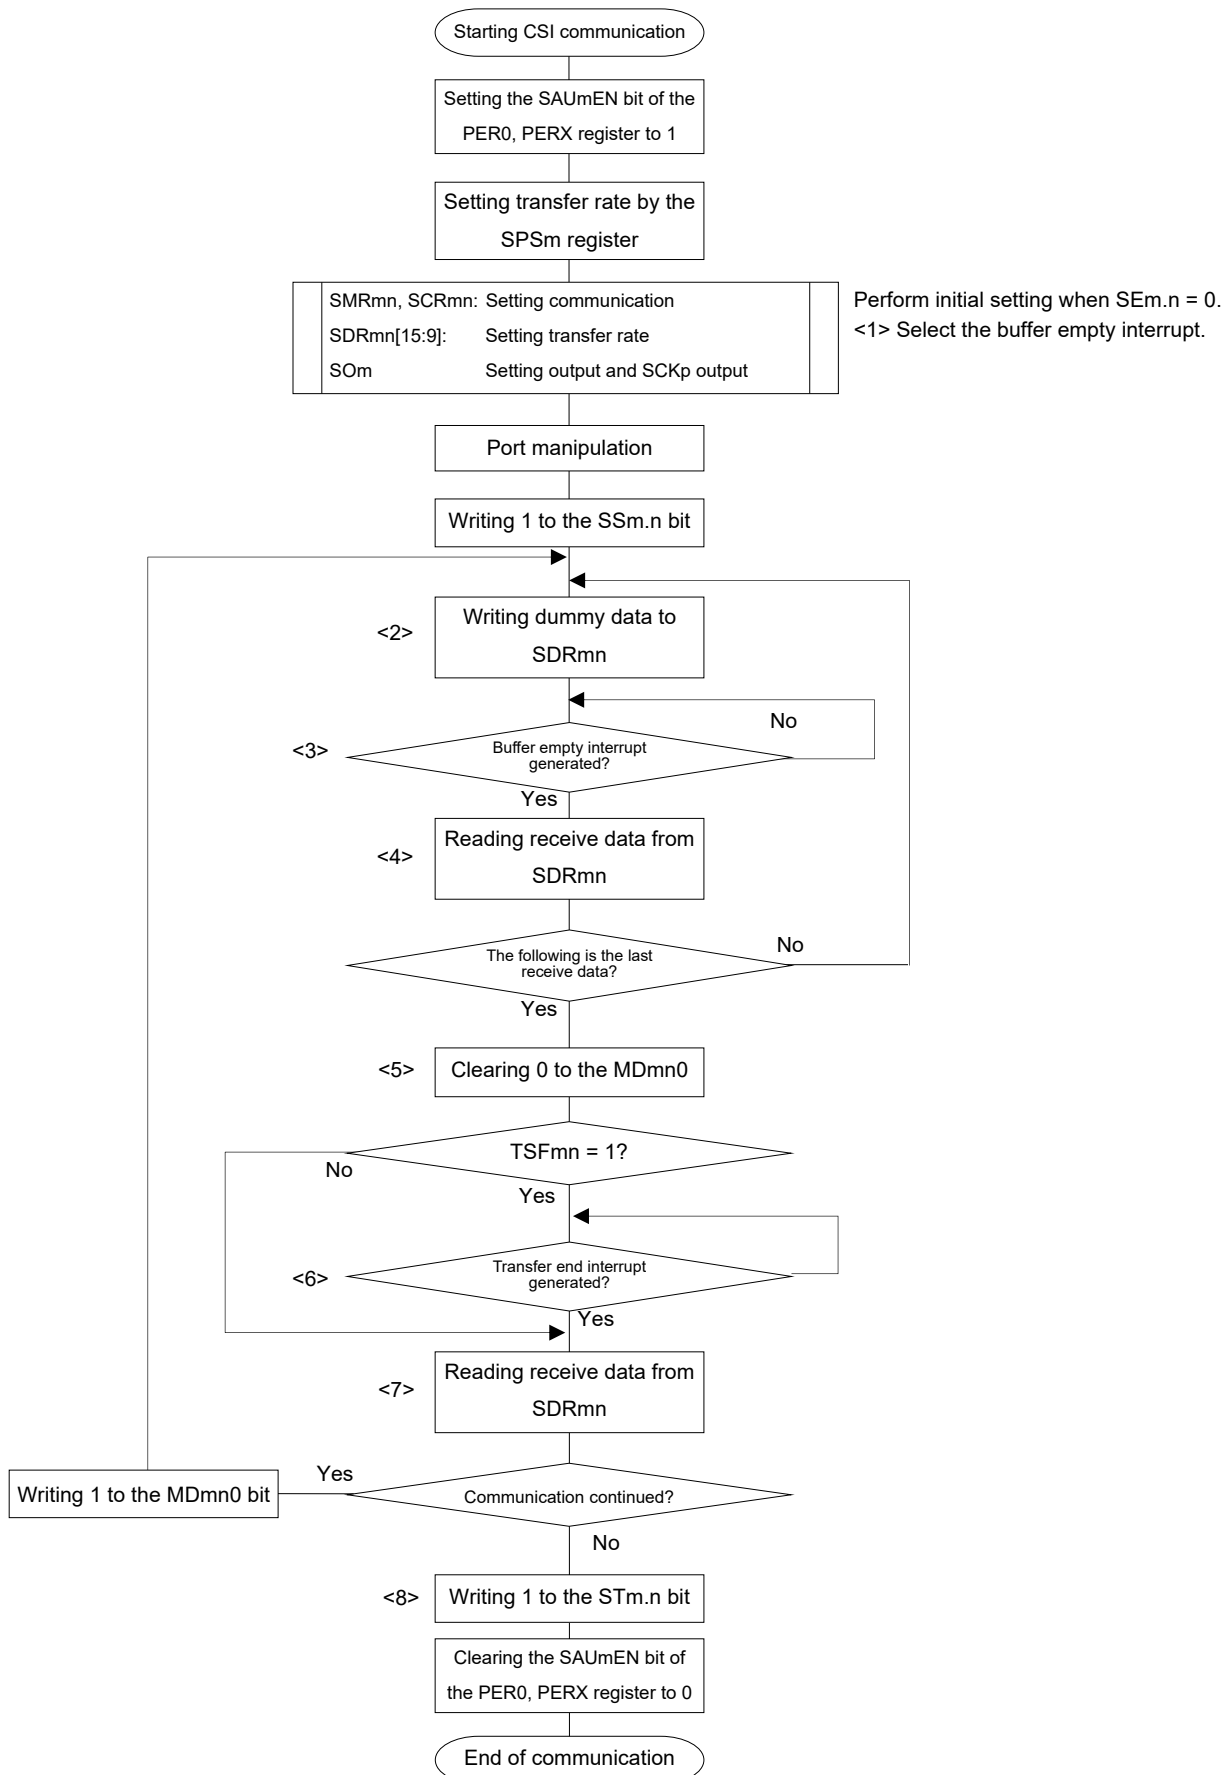 Starting CSI communication
Setting the SAUmEN bit of the
PER0, PERX register to 1
Setting transfer rate by the
SPSm register
SMRmn, SCRmn: Setting communication
SDRmn[15:9]: Setting transfer rate
SOm Setting output and SCKp output
Perform initial setting when SEm.n = 0.
<1> Select the buffer empty interrupt.
Port manipulation
Writing 1 to the SSm.n bit
<2>
Writing dummy data to
SDRmn
No
<3>
Buffer empty interrupt
generated?
Yes
<4>
Reading receive data from
SDRmn
No
The following is the last
receive data?
Yes
<5>
Clearing 0 to the MDmn0
TSFmn = 1?
No
Yes
<6>
Transfer end interrupt
generated?
Yes
<7>
Reading receive data from
SDRmn
Yes
Writing 1 to the MDmn0 bit
Communication continued?
No
<8>
Writing 1 to the STm.n bit
Clearing the SAUmEN bit of
the PER0, PERX register to 0
End of communication